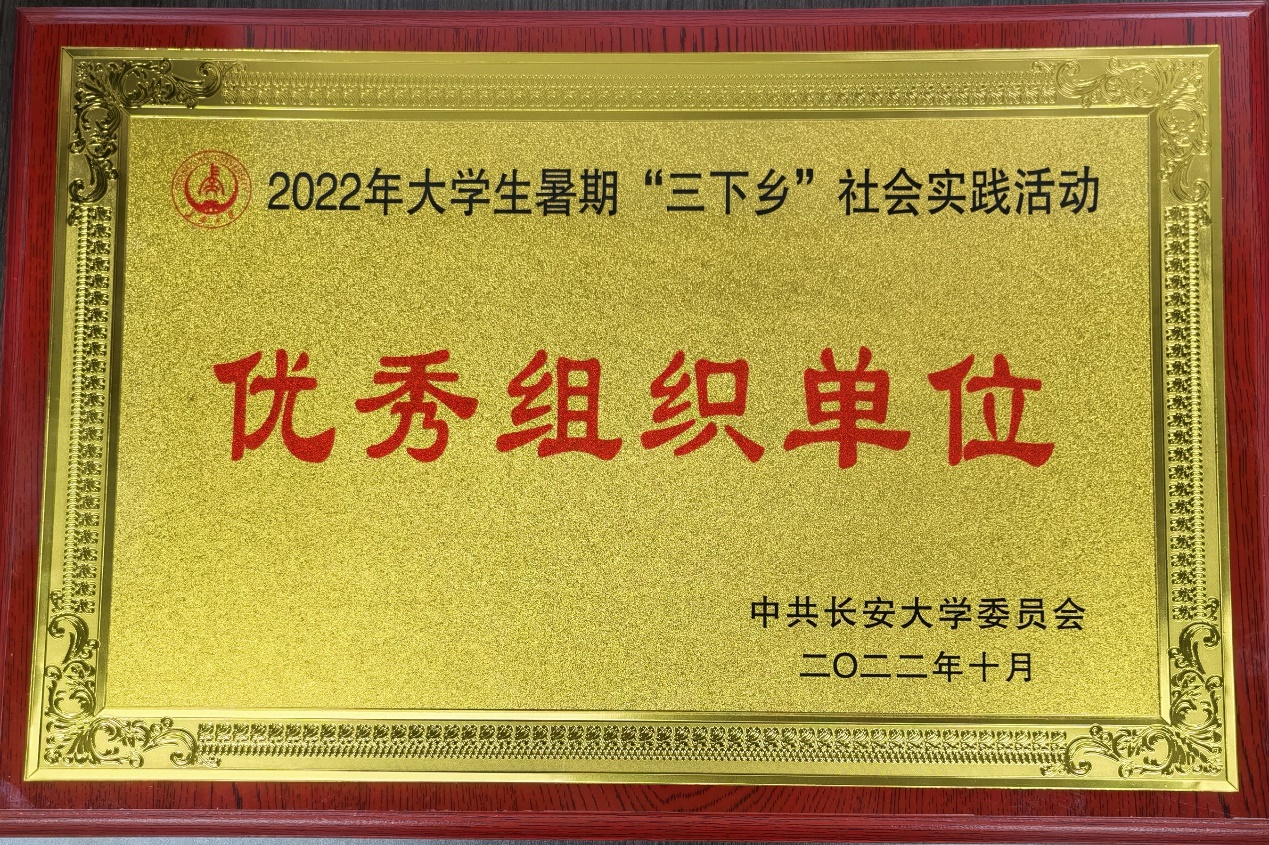 2022年大学生暑期“三下乡”社会实践活动
优秀组织单位
中共长安大学委员会
二〇二二年十月